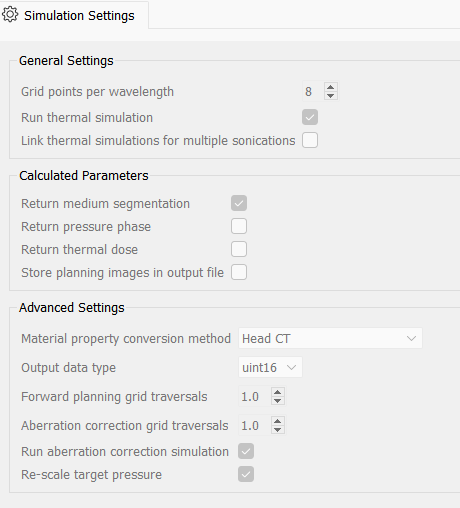 Simulation Settings
General Settings
Grid points per wavelength 8
Run thermal simulation
Link thermal simulations for multiple sonications
Calculated Parameters
Return medium segmentation
Return pressure phase
Return thermal dose
Store planning images in output file
Advanced Settings
Material property conversion method Head CT
Output data type uint16
Forward planning grid traversals 1.0
Aberration correction grid traversals 1.0
Run aberration correction simulation
Re-scale target pressure